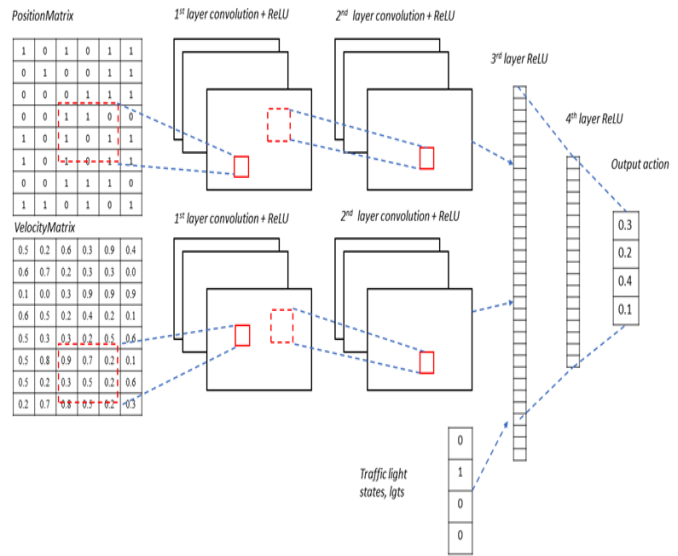 PositionMatrix
1 0 1 0 1 1
0 1 0 0 1 1
0 0 0 1 1 1
0 0 1 1 0 0
1 0 1 0 1 1
1 0 1 0 1 1
0 0 1 1 1 0
1 1 0 1 0 1
1st layer convolution + ReLU
2nd layer convolution + ReLU
VelocityMatrix
0.5 0.2 0.6 0.3 0.9 0.4
0.6 0.7 0.2 0.3 0.3 0.0
0.1 0.0 0.3 0.9 0.9 0.9
0.6 0.5 0.2 0.4 0.2 0.1
0.5 0.3 0.3 0.2 0.5 0.6
0.5 0.8 0.9 0.7 0.2 0.1
0.5 0.2 0.3 0.5 0.2 0.6
0.2 0.7 0.8 0.2 0.3
1st layer convolution + ReLU
2nd layer convolution + ReLU
Traffic light
states, lgts
0
1
0
0
3rd layer ReLU
4th layer ReLU
Output action
0.3
0.2
0.4
0.1